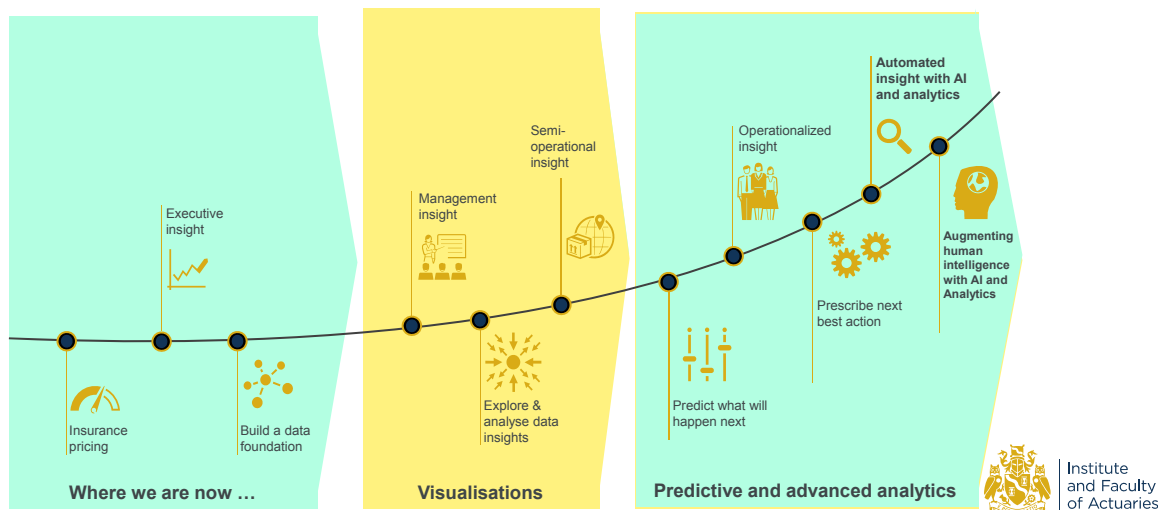 Automated
insight with AI
and analytics
Semi-
operational
insight
Operationalized
insight
Management
insight
Executive
insight
Augmenting
human
intelligence
with AI and
Analytics
Prescribe next
best action
Predict what will
happen next
Explore &
analyse data
insights
Insurance
pricing
Build a data
foundation
Where we are now …
Visualisations
Predictive and advanced analytics
Institute
and Faculty
of Actuaries